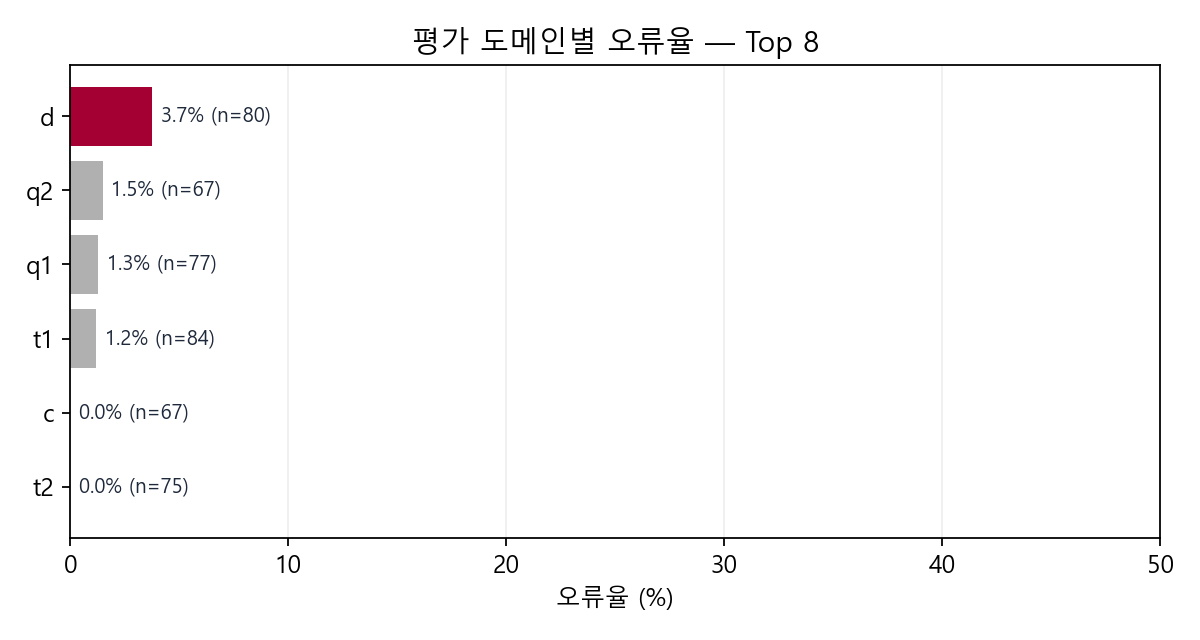 평가 도메인별 오류율 — Top 8
d 3.7% (n=80)
q2 1.5% (n=67)
q1 1.3% (n=77)
t1 1.2% (n=84)
c 0.0% (n=67)
t2 0.0% (n=75)
0 10 20 30 40 50
오류율 (%)